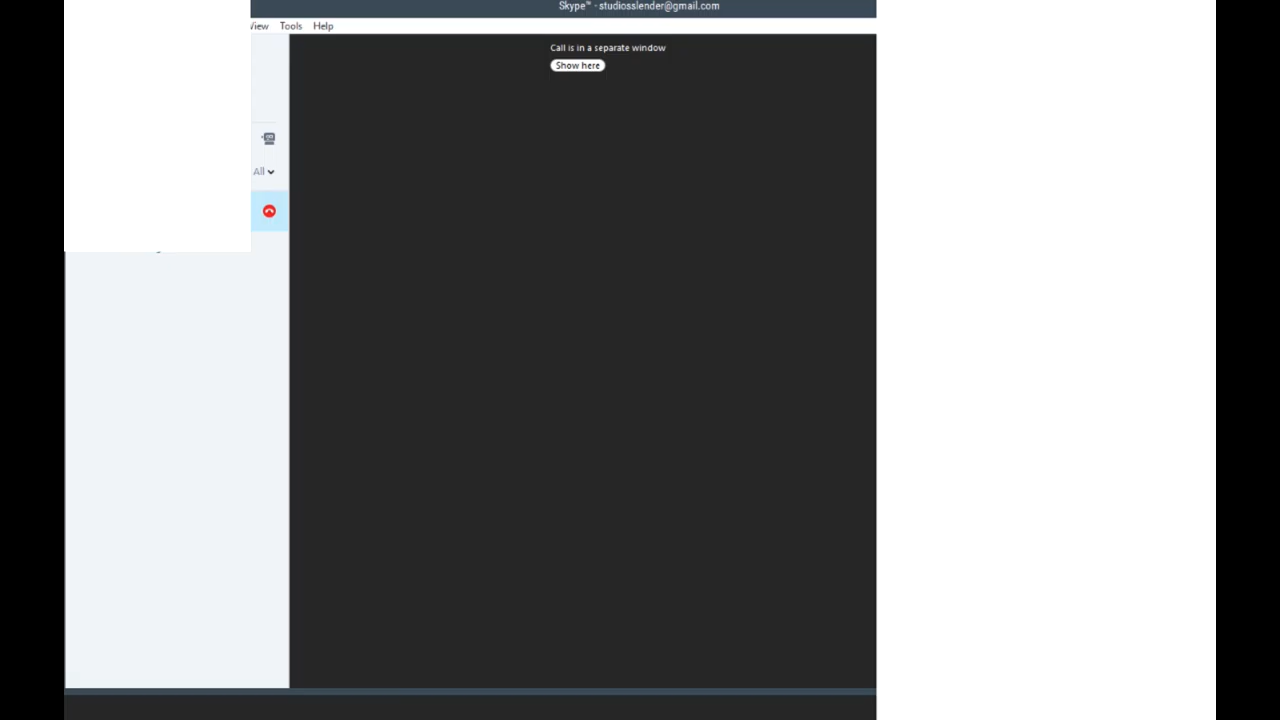 Skype™ - studiosslender@gmail.com
View Tools Help
Call is in a separate window
Show here
All